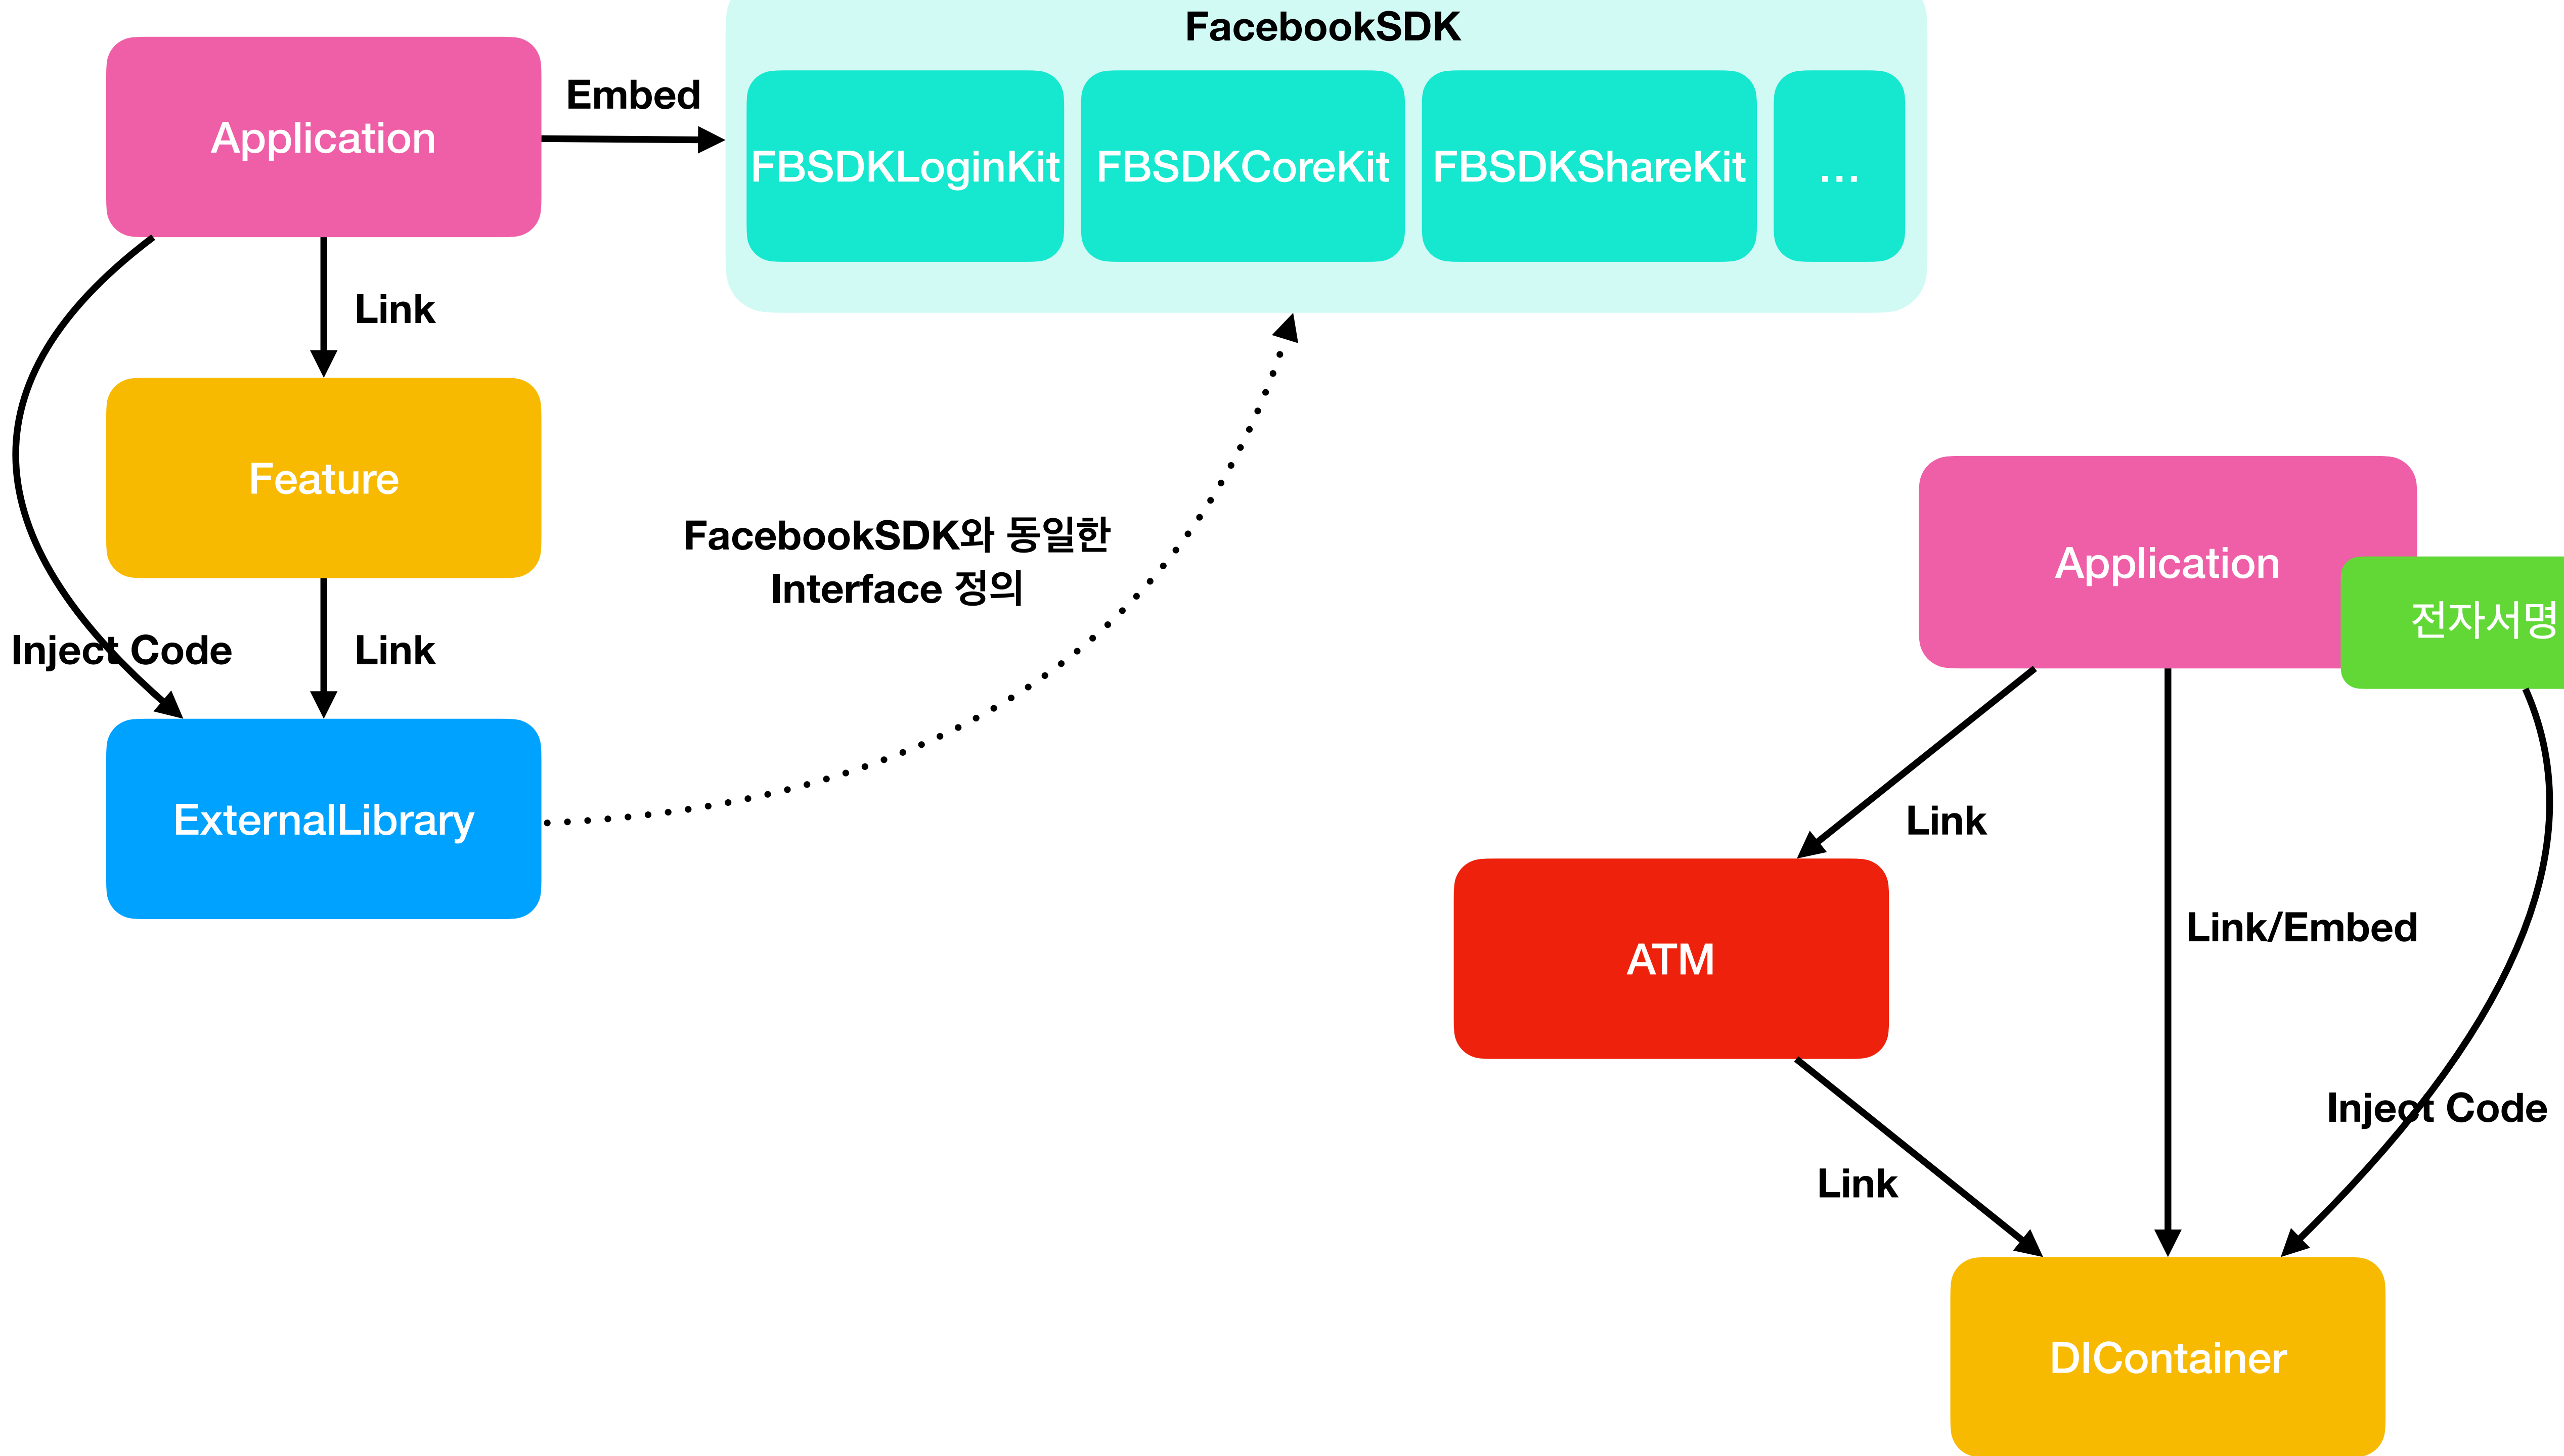 FacebookSDK
Application
Embed
FBSDKLoginKit
FBSDKCoreKit
FBSDKShareKit
...
Link
Feature
FacebookSDK와 동일한
Interface 정의
Inject Code
Link
ExternalLibrary
Application
전자서명
Link
Link/Embed
ATM
Inject Code
Link
DIContainer